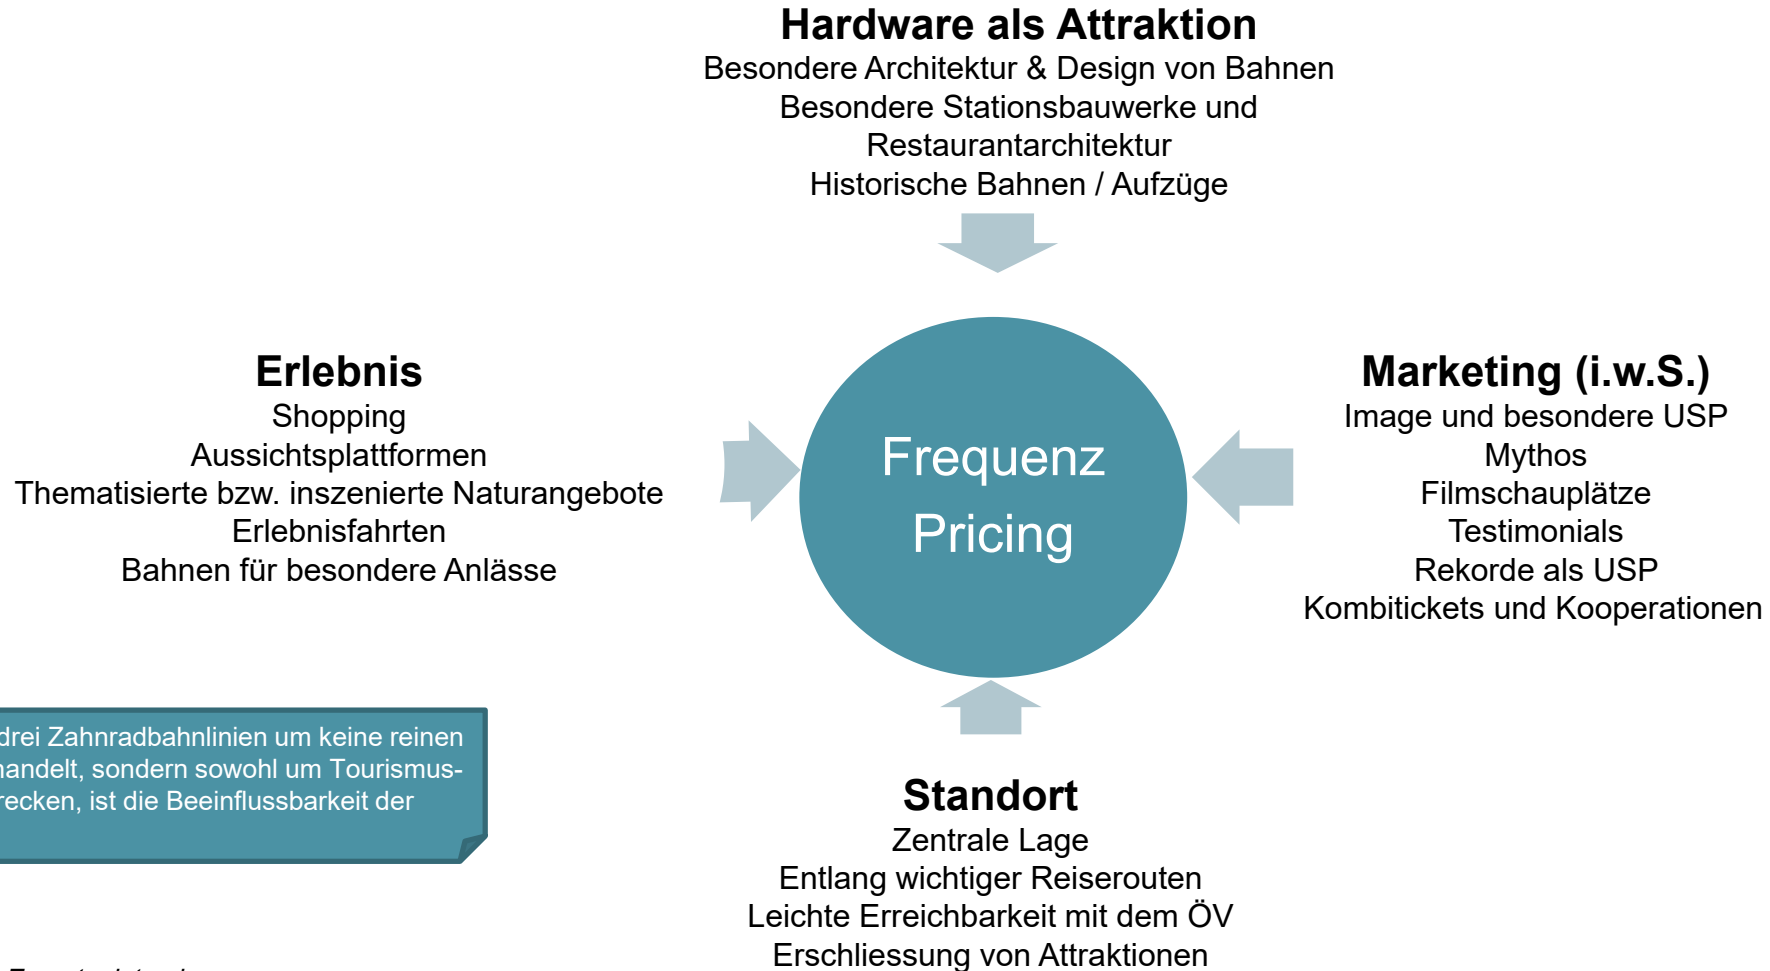 Hardware als Attraktion
Besondere Architektur & Design von Bahnen
Besondere Stationsbauwerke und
Restaurantarchitektur
Historische Bahnen / Aufzüge
Erlebnis
Shopping
Aussichtsplattformen
Thematisierte bzw. inszenierte Naturangebote
Erlebnisfahrten
Bahnen für besondere Anlässe
Frequenz
Pricing
Marketing (i.w.S.)
Image und besondere USP
Mythos
Filmschauplätze
Testimonials
Rekorde als USP
Kombitickets und Kooperationen
drei Zahnradbahnlinien um keine reinen
handelt, sondern sowohl um Tourismus-
recken, ist die Beeinflussbarkeit der
Standort
Zentrale Lage
Entlang wichtiger Reiserouten
Leichte Erreichbarkeit mit dem ÖV
Erschliessung von Attraktionen